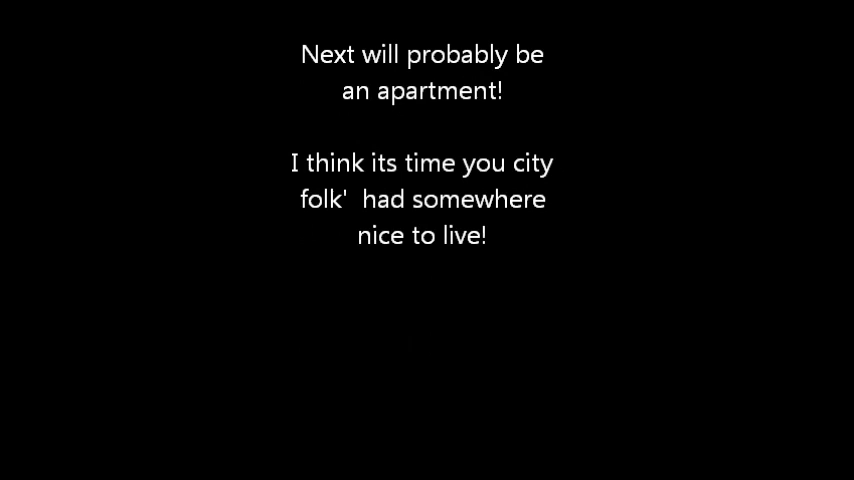 Next will probably be
an apartment!
I think its time you city
folk'  had somewhere
nice to live!